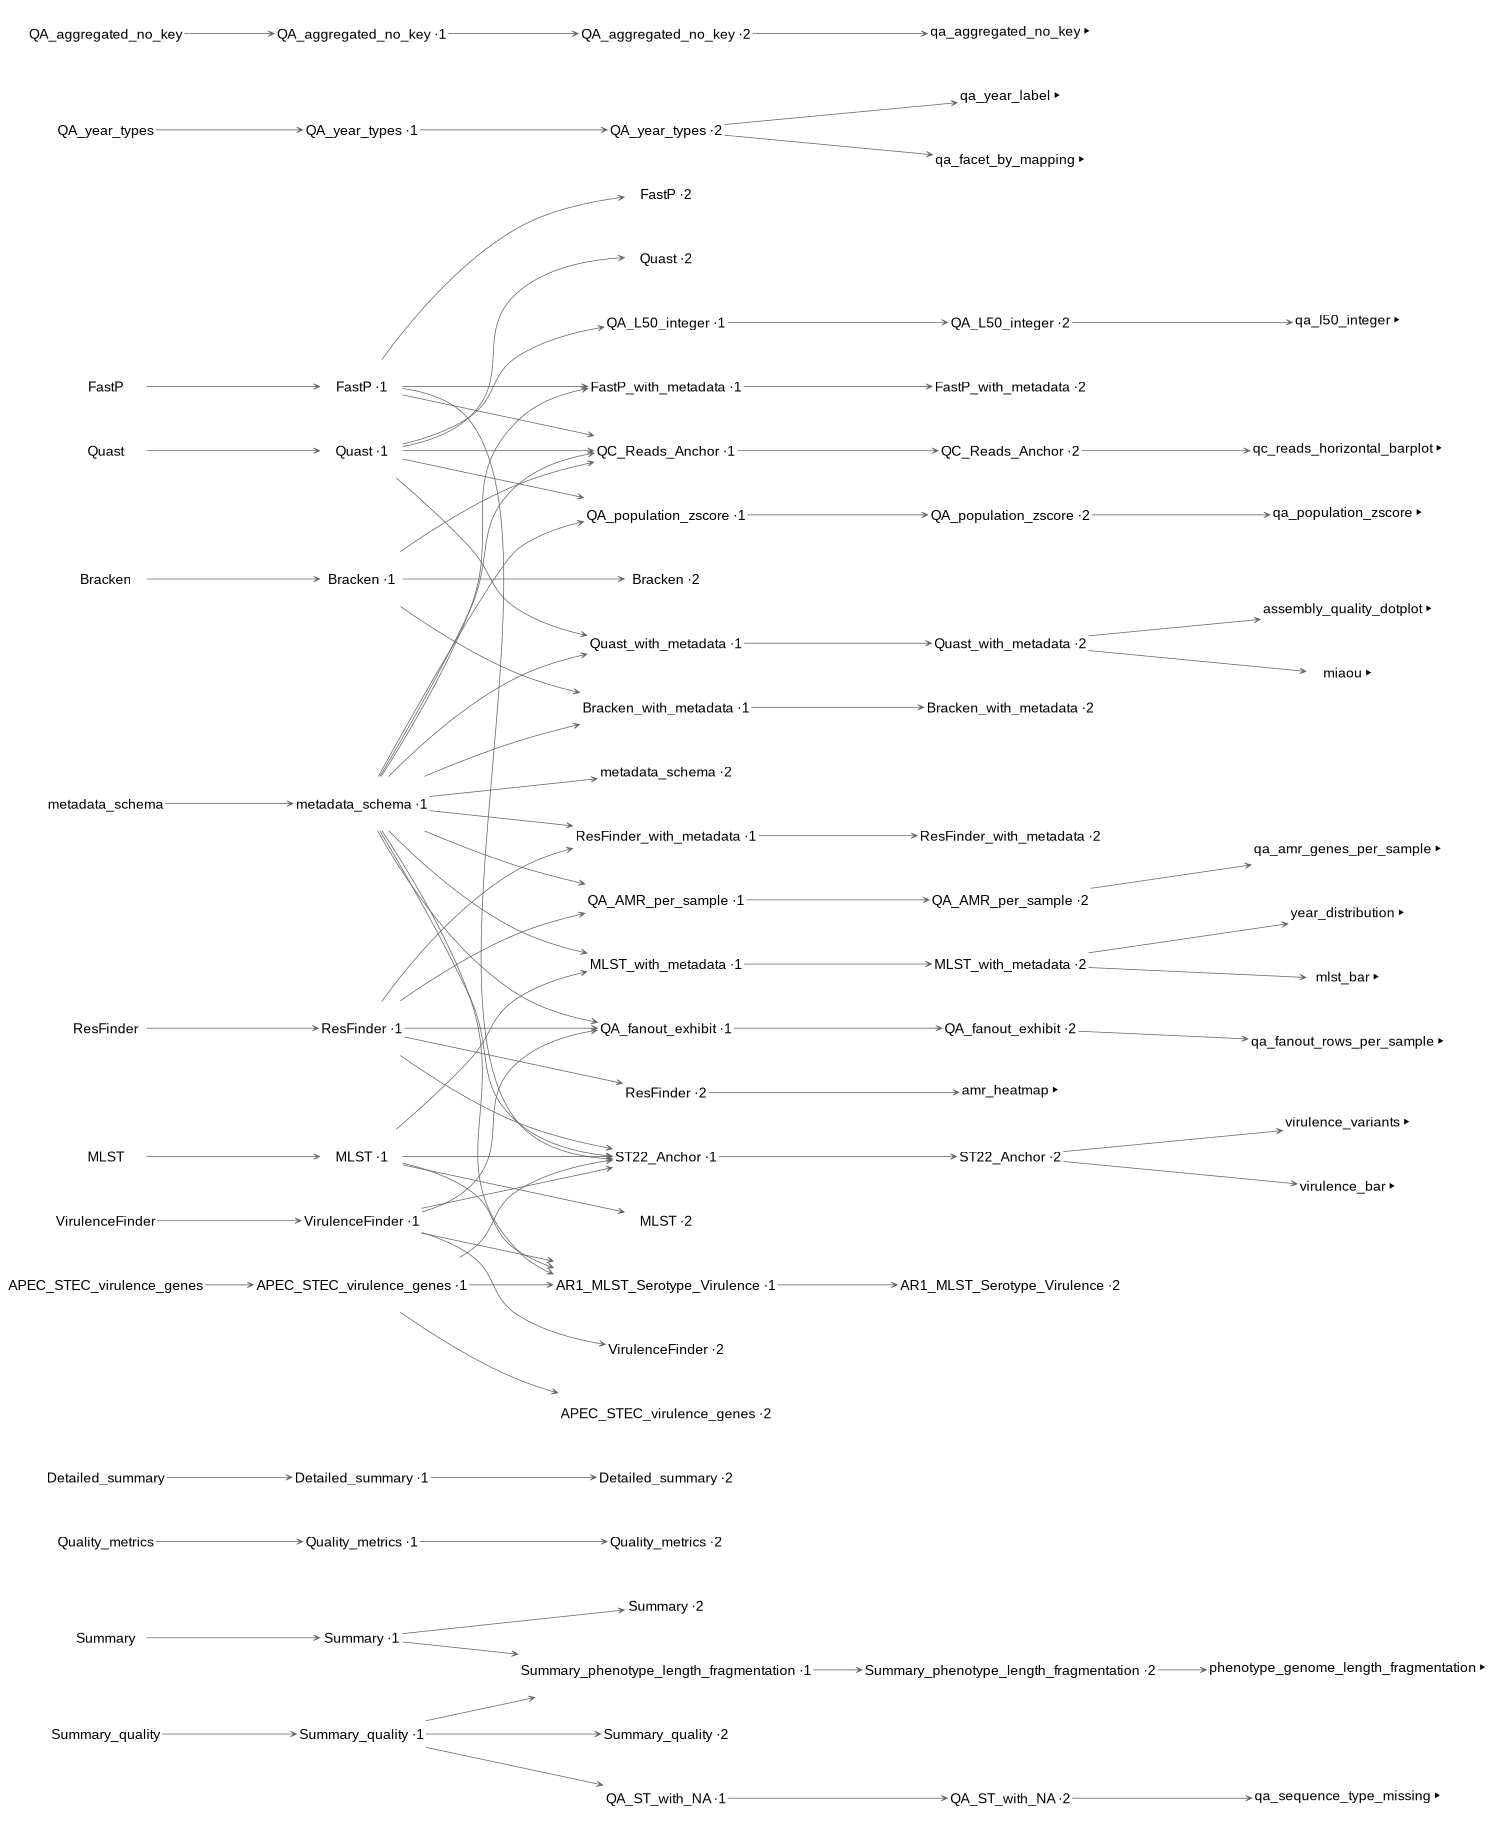 QA_aggregated_no_key QA_aggregated_no_key ·1 QA_aggregated_no_key ·2 qa_aggregated_no_key ▸
qa_year_label ▸
QA_year_types QA_year_types ·1 QA_year_types ·2
qa_facet_by_mapping ▸
FastP ·2
Quast ·2
QA_L50_integer ·1 QA_L50_integer ·2 qa_l50_integer ▸
FastP FastP ·1 FastP_with_metadata ·1 FastP_with_metadata ·2
Quast Quast ·1 QC_Reads_Anchor ·1 QC_Reads_Anchor ·2 qc_reads_horizontal_barplot ▸
QA_population_zscore ·1 QA_population_zscore ·2 qa_population_zscore ▸
Bracken Bracken ·1 Bracken ·2
assembly_quality_dotplot ▸
Quast_with_metadata ·1 Quast_with_metadata ·2
miaou ▸
Bracken_with_metadata ·1 Bracken_with_metadata ·2
metadata_schema ·2
metadata_schema metadata_schema ·1
ResFinder_with_metadata ·1 ResFinder_with_metadata ·2
qa_amr_genes_per_sample ▸
QA_AMR_per_sample ·1 QA_AMR_per_sample ·2
year_distribution ▸
MLST_with_metadata ·1 MLST_with_metadata ·2
mlst_bar ▸
ResFinder ResFinder ·1 QA_fanout_exhibit ·1 QA_fanout_exhibit ·2
qa_fanout_rows_per_sample ▸
ResFinder ·2 amr_heatmap ▸
virulence_variants ▸
MLST MLST ·1 ST22_Anchor ·1 ST22_Anchor ·2
virulence_bar ▸
VirulenceFinder VirulenceFinder ·1 MLST ·2
APEC_STEC_virulence_genes APEC_STEC_virulence_genes ·1 AR1_MLST_Serotype_Virulence ·1 AR1_MLST_Serotype_Virulence ·2
VirulenceFinder ·2
APEC_STEC_virulence_genes ·2
Detailed_summary Detailed_summary ·1 Detailed_summary ·2
Quality_metrics Quality_metrics ·1 Quality_metrics ·2
Summary ·2
Summary Summary ·1
Summary_phenotype_length_fragmentation ·1 Summary_phenotype_length_fragmentation ·2 phenotype_genome_length_fragmentation ▸
Summary_quality Summary_quality ·1 Summary_quality ·2
QA_ST_with_NA ·1 QA_ST_with_NA ·2 qa_sequence_type_missing ▸